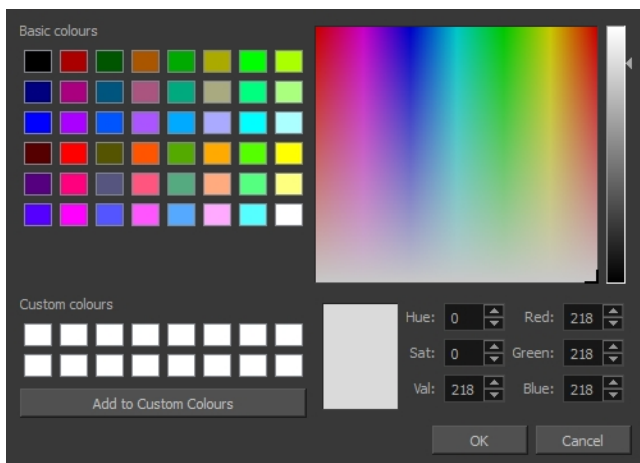 Basic colours
Custom colours
Add to Custom Colours
Hue: 0 Red: 218
Sat: 0 Green: 218
Val: 218 Blue: 218
OK Cancel